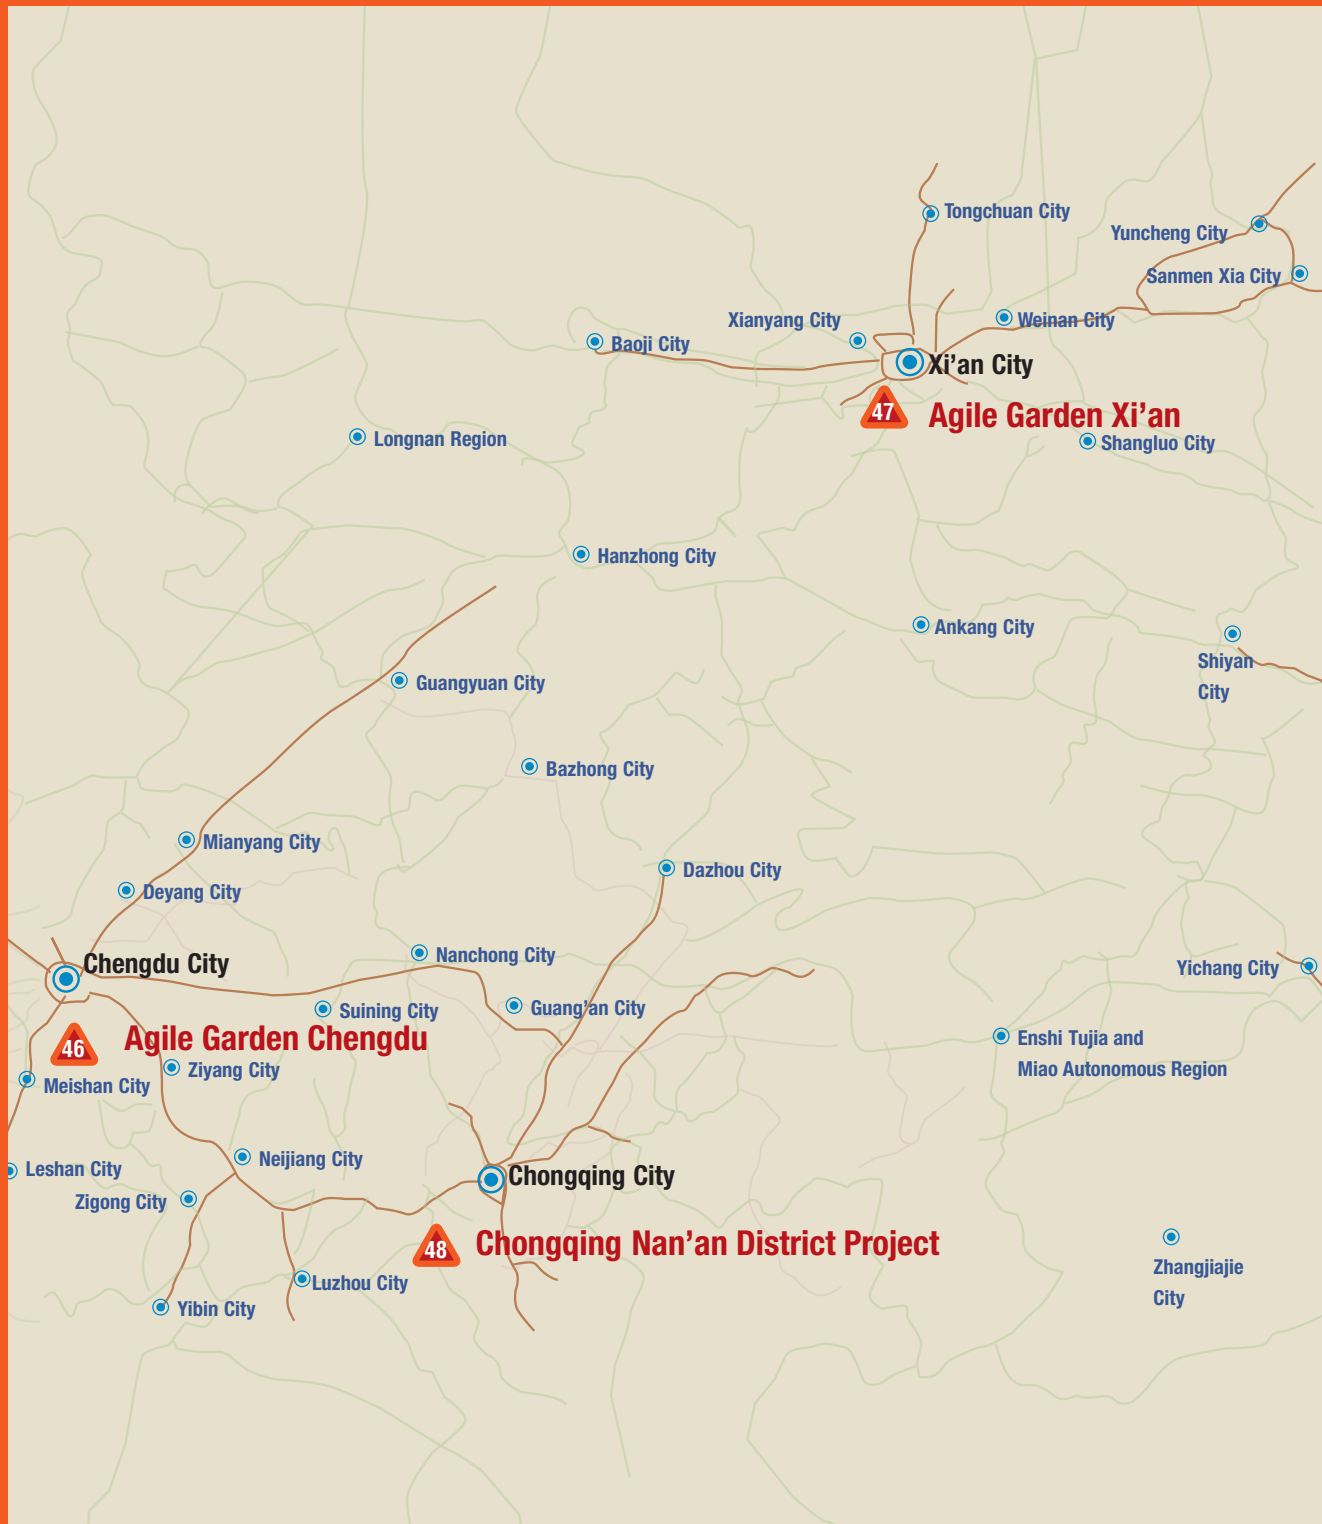 Tongchuan City
Yuncheng City
Sanmen Xia City
Xianyang City
Weinan City
Baoji City
Xi’an City
47
Agile Garden Xi’an
Longnan Region
Shangluo City
Hanzhong City
Ankang City
Shiyan
City
Guangyuan City
Bazhong City
Mianyang City
Dazhou City
Deyang City
Nanchong City
Chengdu City
Yichang City
Suining City
Guang’an City
46
Agile Garden Chengdu
Enshi Tujia and
Miao Autonomous Region
Ziyang City
Meishan City
Neijiang City
Leshan City
Chongqing City
Zigong City
48
Chongqing Nan’an District Project
Zhangjiajie
City
Luzhou City
Yibin City